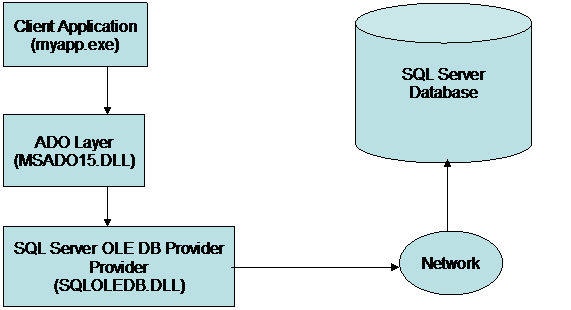 Client Application
(myapp.exe)
ADO Layer
(MSADO15.DLL)
SQL Server OLE DB Provider
Provider
(SQLOLEDB.DLL)
Network
SQL Server
Database